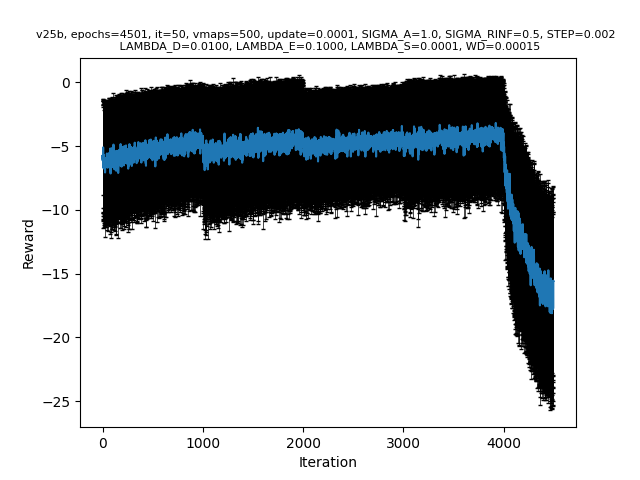 v25b, epochs=4501, it=50, vmaps=500, update=0.0001, SIGMA_A=1.0, SIGMA_RINF=0.5, STEP=0.002
LAMBDA_D=0.0100, LAMBDA_E=0.1000, LAMBDA_S=0.0001, WD=0.00015
0
−5
−10
−15
−20
−25
Reward
0 1000 2000 3000 4000
Iteration